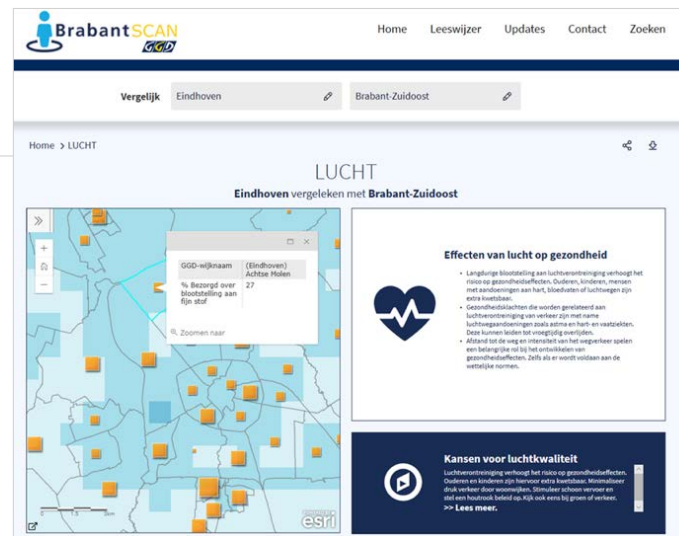 BrabantSCAN
GGD
Home Leeswijzer Updates Contact Zoeken
Vergelijk Eindhoven Brabant-Zuidoost
Home > LUCHT
LUCHT
Eindhoven vergeleken met Brabant-Zuidoost
GGD-wijknaam (Eindhoven)
Achtse Molen
% Bezorgd over 27
blootstelling aan
fijn stof
Zoomen naar
esri
Effecten van lucht op gezondheid
• Langdurige blootstelling aan luchtverontreiniging verhoogt het
risico op gezondheidseffecten. Ouderen, kinderen, mensen
met aandoeningen aan hart, bloedvaten of luchtwegen zijn
extra kwetsbaar.
• Gezondheidsklachten die worden gerelateerd aan
luchtverontreiniging van verkeer zijn met name
luchtwegaandoeningen zoals astma en hart- en vaatziekten.
Deze kunnen leiden tot vroegtijdig overlijden.
• Afstand tot de weg en intensiteit van het wegverkeer spelen
een belangrijke rol bij het ontwikkelen van
gezondheidseffecten. Zelfs als er wordt voldaan aan de
wettelijke normen.
Kansen voor luchtkwaliteit
Luchtverontreiniging verhoogt het risico op gezondheidseffecten.
Ouderen en kinderen zijn hiervoor extra kwetsbaar. Minimaliseer
druk verkeer door woonwijken. Stimuleer schoon vervoer en
stel een houtrook beleid op. Kijk ook eens bij groen of verkeer.
>> Lees meer.